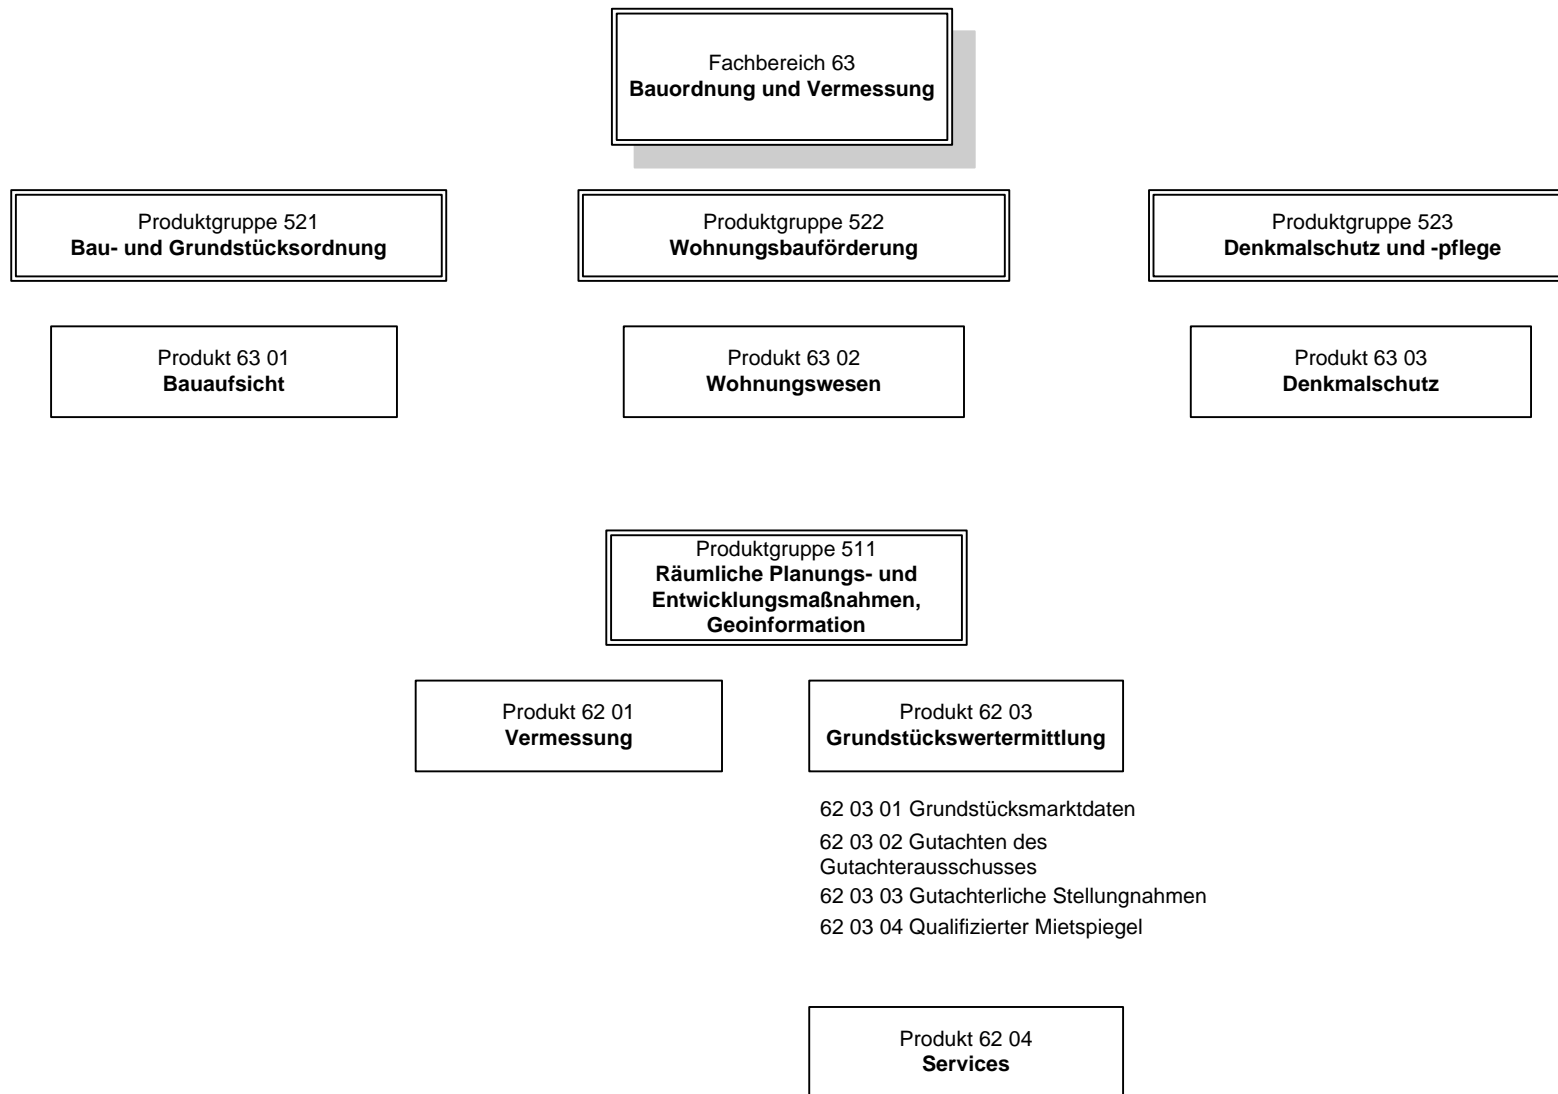 Fachbereich 63
Bauordnung und Vermessung
Produktgruppe 521
Bau- und Grundstücksordnung
Produktgruppe 522
Wohnungsbauförderung
Produktgruppe 523
Denkmalschutz und -pflege
Produkt 63 01
Bauaufsicht
Produkt 63 02
Wohnungswesen
Produkt 63 03
Denkmalschutz
Produktgruppe 511
Räumliche Planungs- und
Entwicklungsmaßnahmen,
Geoinformation
Produkt 62 01
Vermessung
Produkt 62 03
Grundstückswertermittlung
62 03 01 Grundstücksmarktdaten
62 03 02 Gutachten des
Gutachterausschusses
62 03 03 Gutachterliche Stellungnahmen
62 03 04 Qualifizierter Mietspiegel
Produkt 62 04
Services